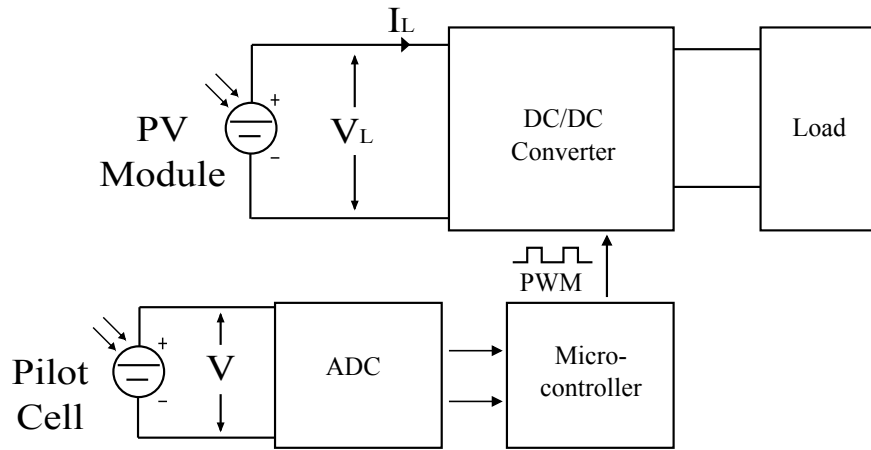 I_L
+
PV
Module
V_L
−
DC/DC
Converter
Load
PWM
+
Pilot
Cell
V
−
ADC
Micro-
controller